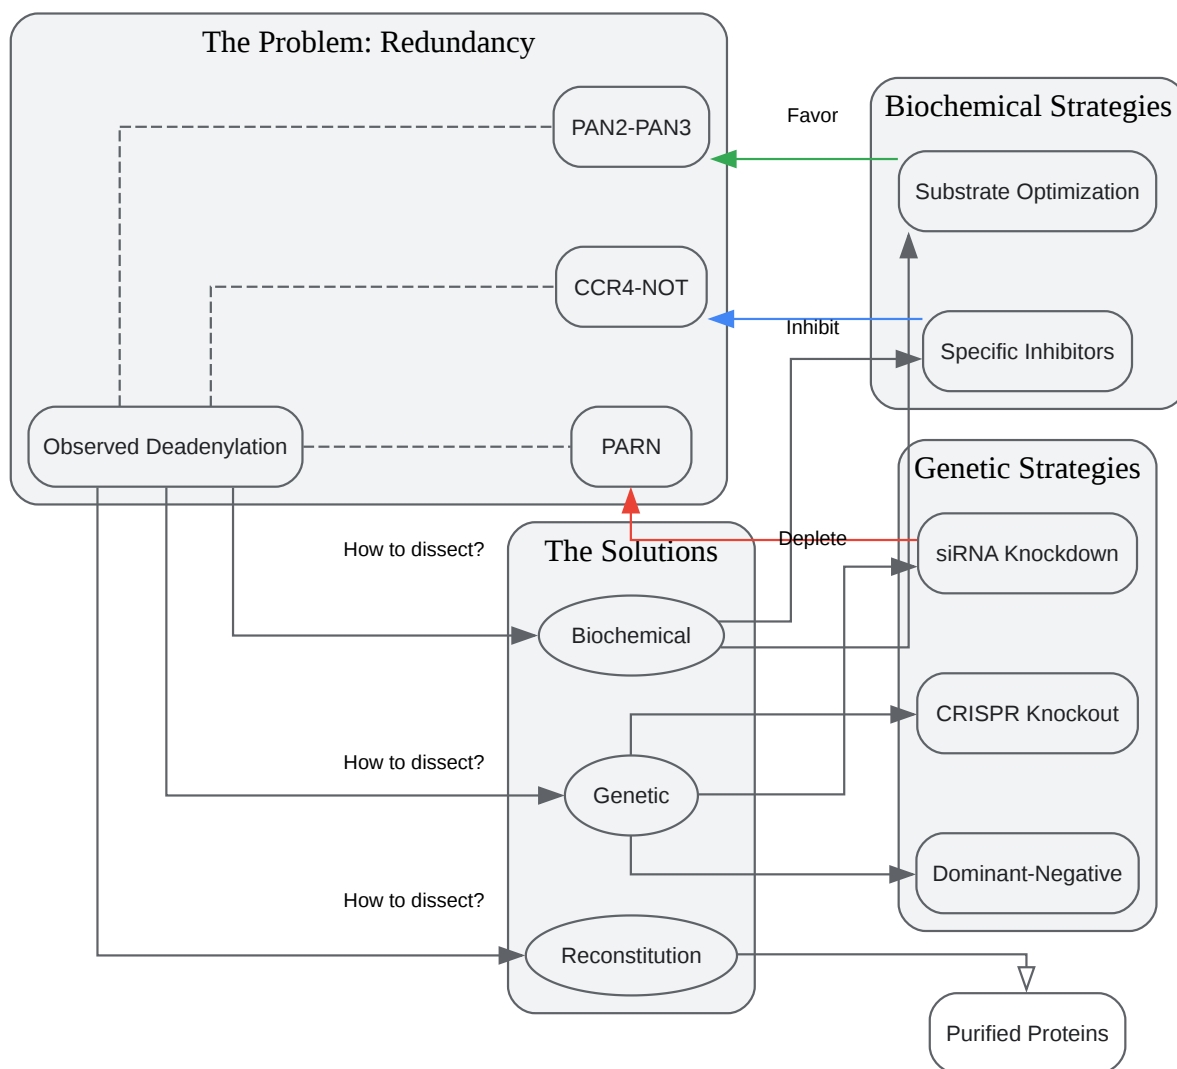 The Problem: Redundancy
PAN2-PAN3
CCR4-NOT
Observed Deadenylation
PARN
Favor
Inhibit
Deplete
Biochemical Strategies
Substrate Optimization
Specific Inhibitors
Genetic Strategies
siRNA Knockdown
CRISPR Knockout
Dominant-Negative
How to dissect?
How to dissect?
How to dissect?
The Solutions
Biochemical
Genetic
Reconstitution
Purified Proteins